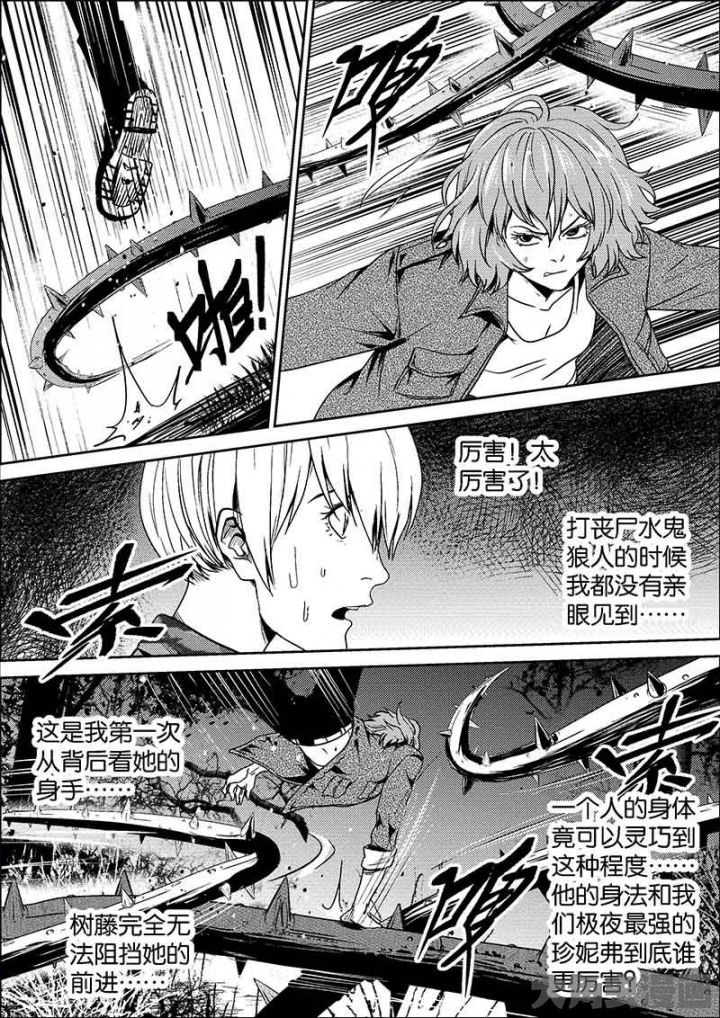 啪！
厉害！太
厉害了！
打丧尸水鬼
狼人的时候
我都没有亲
眼见到……
索
这是我第一次
从背后看她的
身手……
索
一个人的身体
竟可以灵巧到
这种程度……
他的身法和我
们极夜最强的
珍妮弗到底谁
更厉害？
树藤完全无
法阻挡她的
前进……